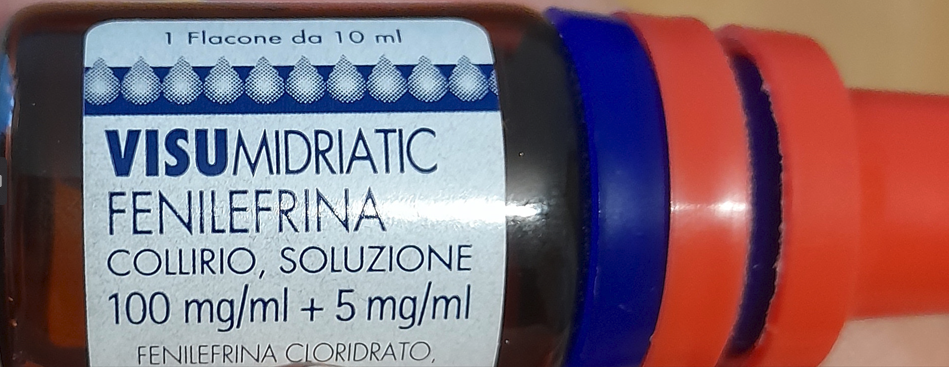 1 Flacone da 10 ml
VISUMIDRIATIC
FENILEFRINA
COLLIRIO, SOLUZIONE
100 mg/ml + 5 mg/ml
FENILEFRINA CLORIDRATO,